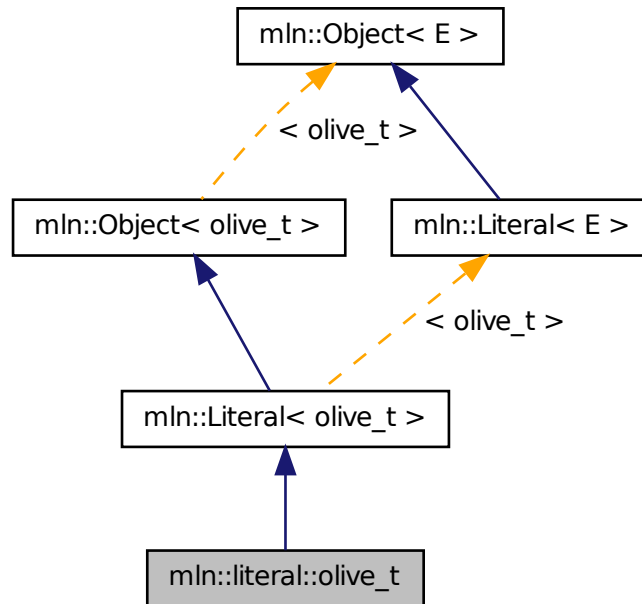 mln::Object< E >
< olive_t >
mln::Object< olive_t >
mln::Literal< E >
< olive_t >
mln::Literal< olive_t >
mln::literal::olive_t